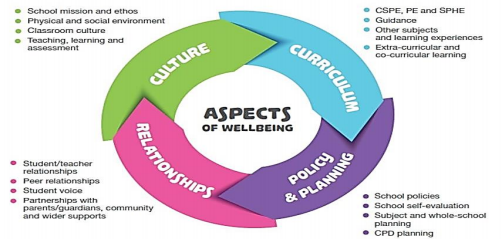 School mission and ethos
Physical and social environment
Classroom culture
Teaching, learning and
assessment
CSPE, PE and SPHE
Guidance
Other subjects
and learning experiences
Extra-curricular and
co-curricular learning
CULTURE
CURRICULUM
ASPECTS
OF WELLBEING
RELATIONSHIPS
POLICY
& PLANNING
Student/teacher
relationships
Peer relationships
Student voice
Partnerships with
parents/guardians, community
and wider supports
School policies
School self-evaluation
Subject and whole-school
planning
CPD planning